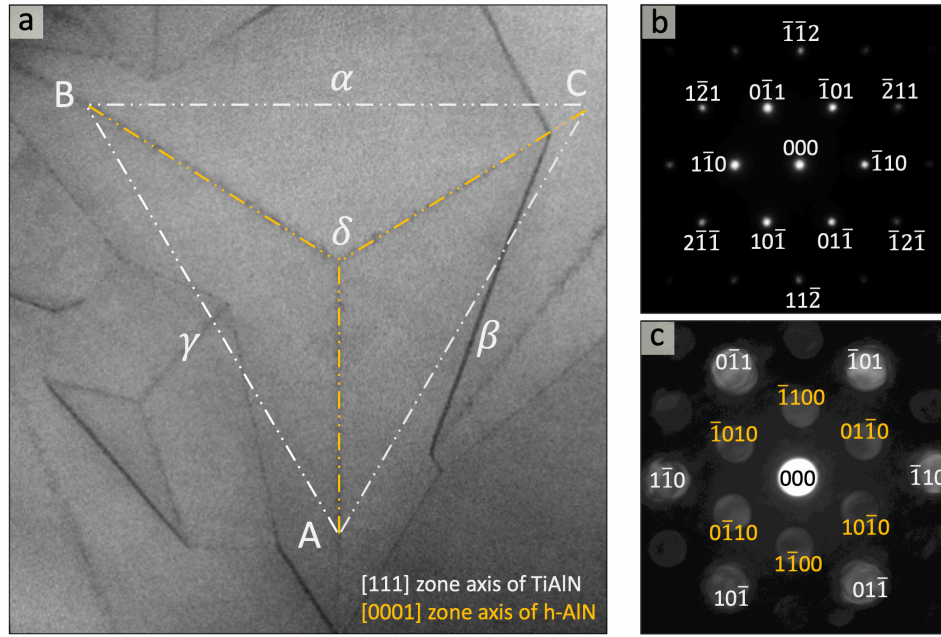 a
B
α
C
δ
γ
β
A
[111] zone axis of TiAlN
[0001] zone axis of h-AlN
b
1̅1̅2
12̅1 01̅1 1̅01 2̅11
11̅0 000 1̅10
21̅1̅ 101̅ 011̅ 1̅21̅
112̅
c
01̅1 1̅01
1̅100
1̅010 011̅0
11̅0 000 1̅10
01̅10 101̅0
11̅00
101̅ 011̅